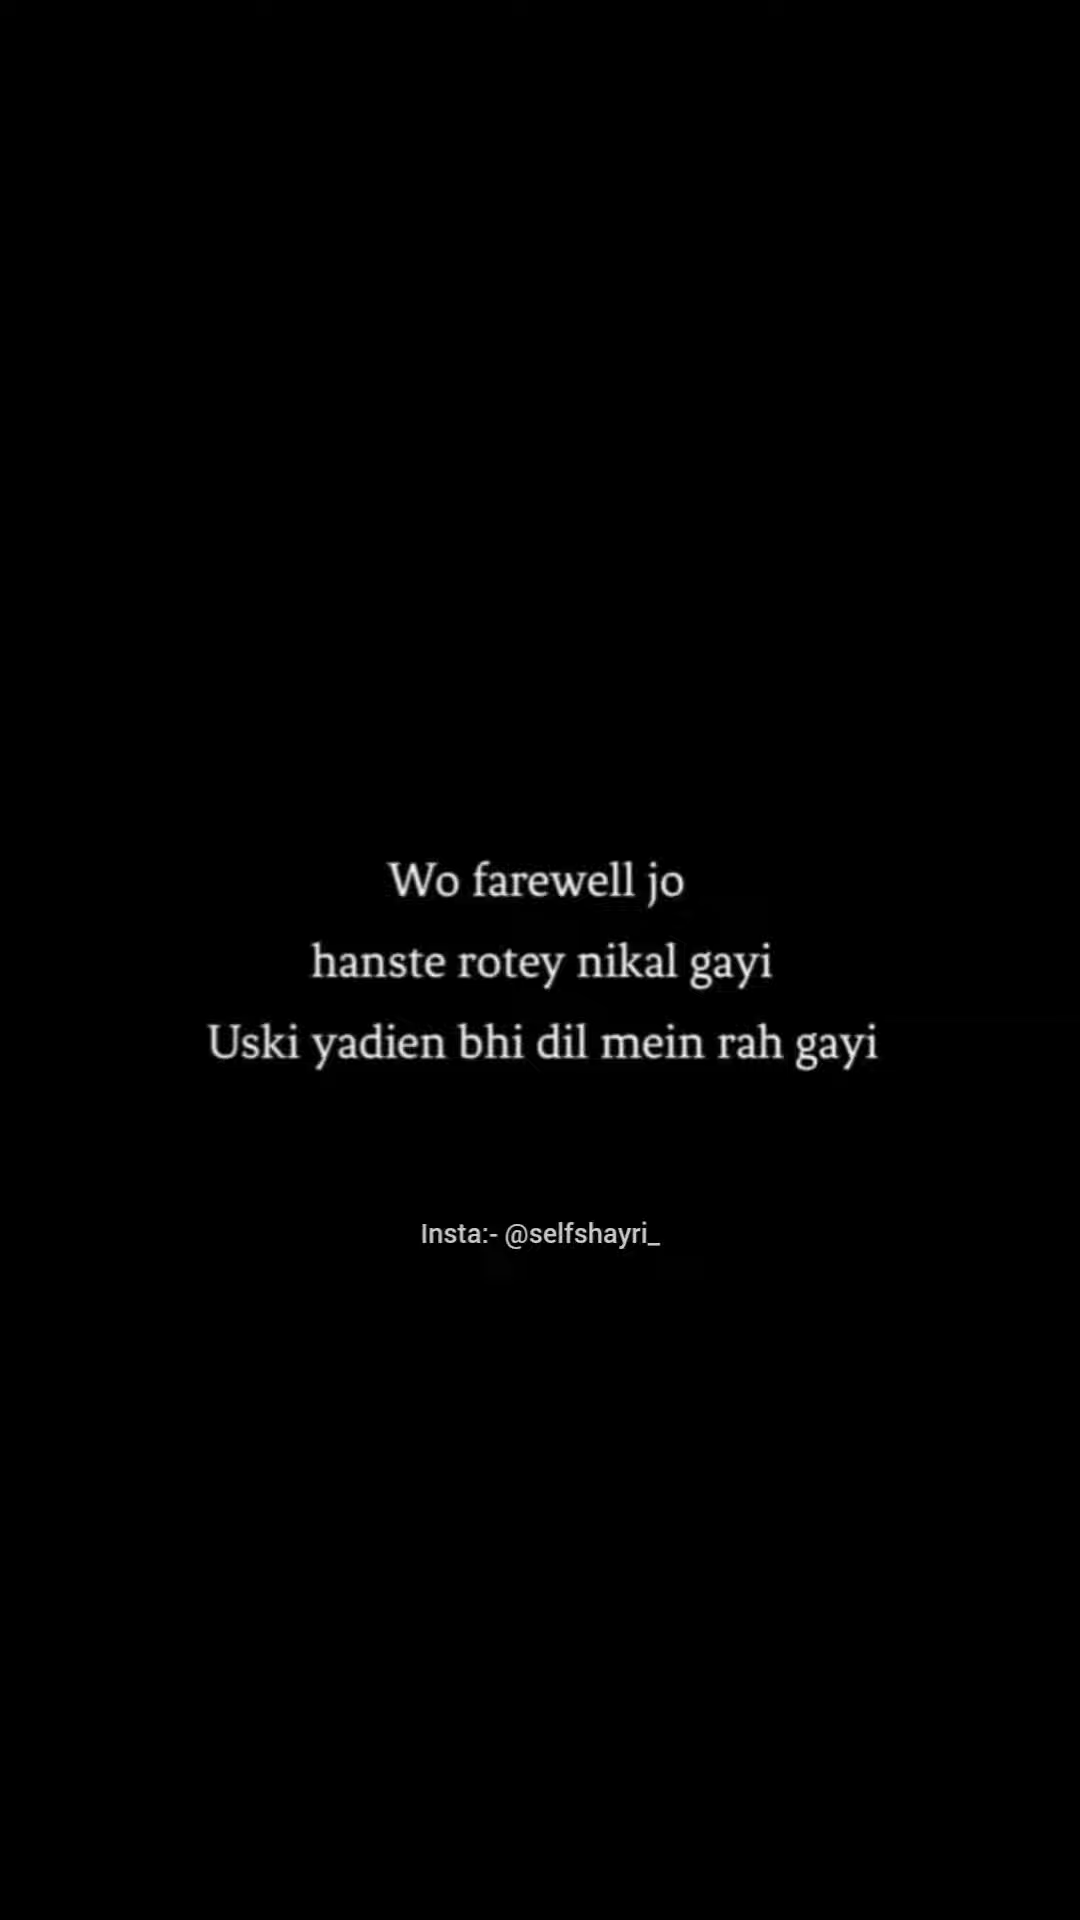 Wo farewell jo
hanste rotey nikal gayi
Uski yadien bhi dil mein rah gayi
Insta:- @selfshayri_